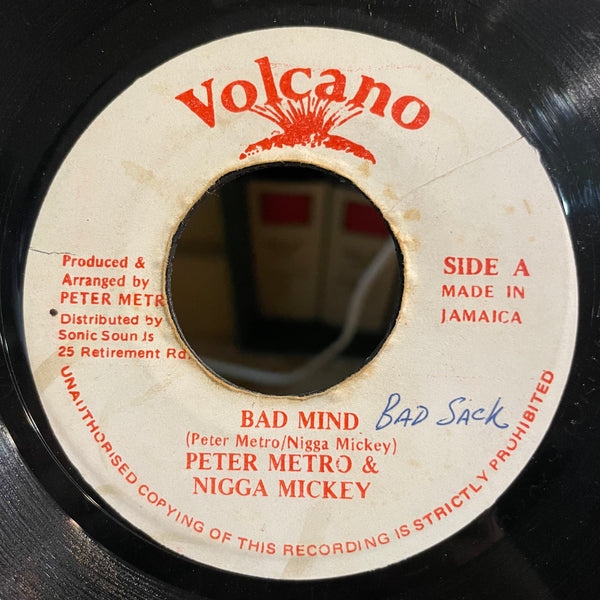 Volcano
Produced &
Arranged by
PETER METR
Distributed by
Sonic Soun ds
25 Retirement Rd.
SIDE A
MADE IN
JAMAICA
BAD MIND
BAD SACK
(Peter Metro/Nigga Mickey)
PETER METRO &
NIGGA MICKEY
UNAUTHORISED COPYING OF THIS RECORDING IS STRICTLY PROHIBITED